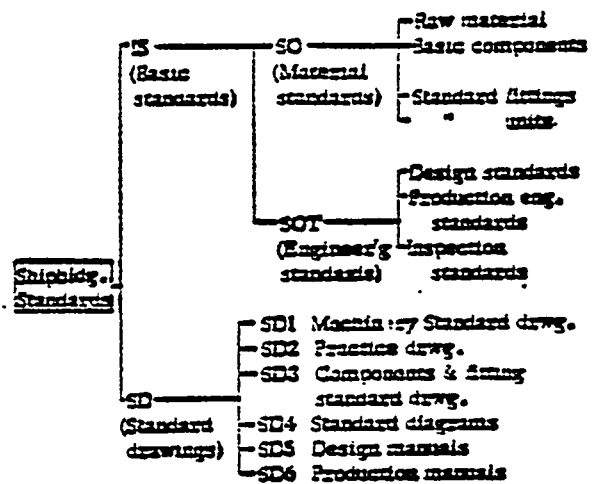 Raw material
IS SO Basic components
(Basic standards)
(Material standards)
Standard fittings
" units
Design standards
Production eng. standards
SOT
(Engineer'g standards)
Inspection standards
Shipbldg. Standards
SD1 Machinery Standard drwg.
SD2 Practice drwg.
SD3 Components & fitting standard drwg.
SD
(Standard drawings)
SD4 Standard diagrams
SD5 Design manuals
SD6 Production manuals